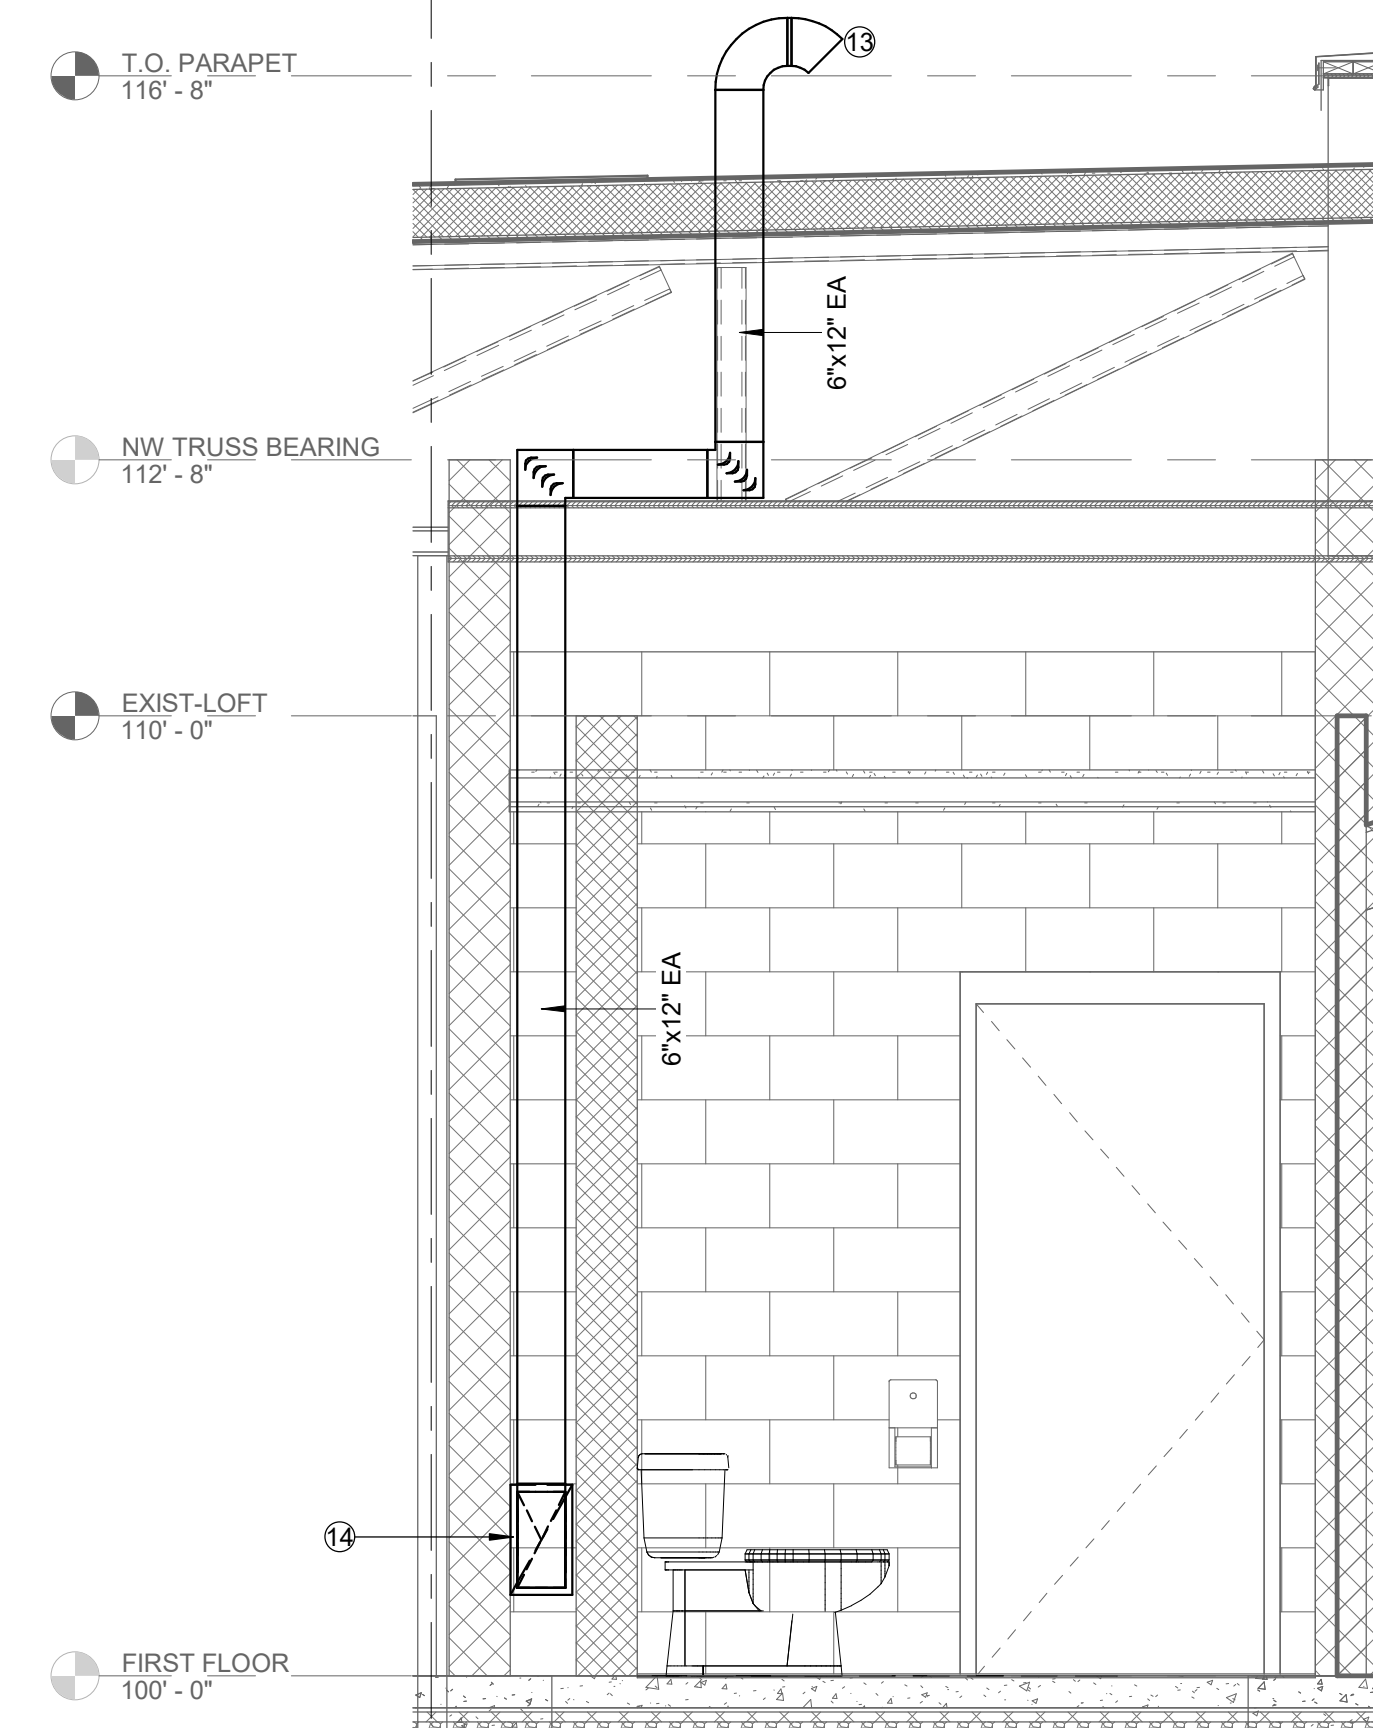 T.O. PARAPET
116' - 8"
13
6"x12" EA
NW TRUSS BEARING
112' - 8"
EXIST-LOFT
110' - 0"
6"x12" EA
14
FIRST FLOOR
100' - 0"